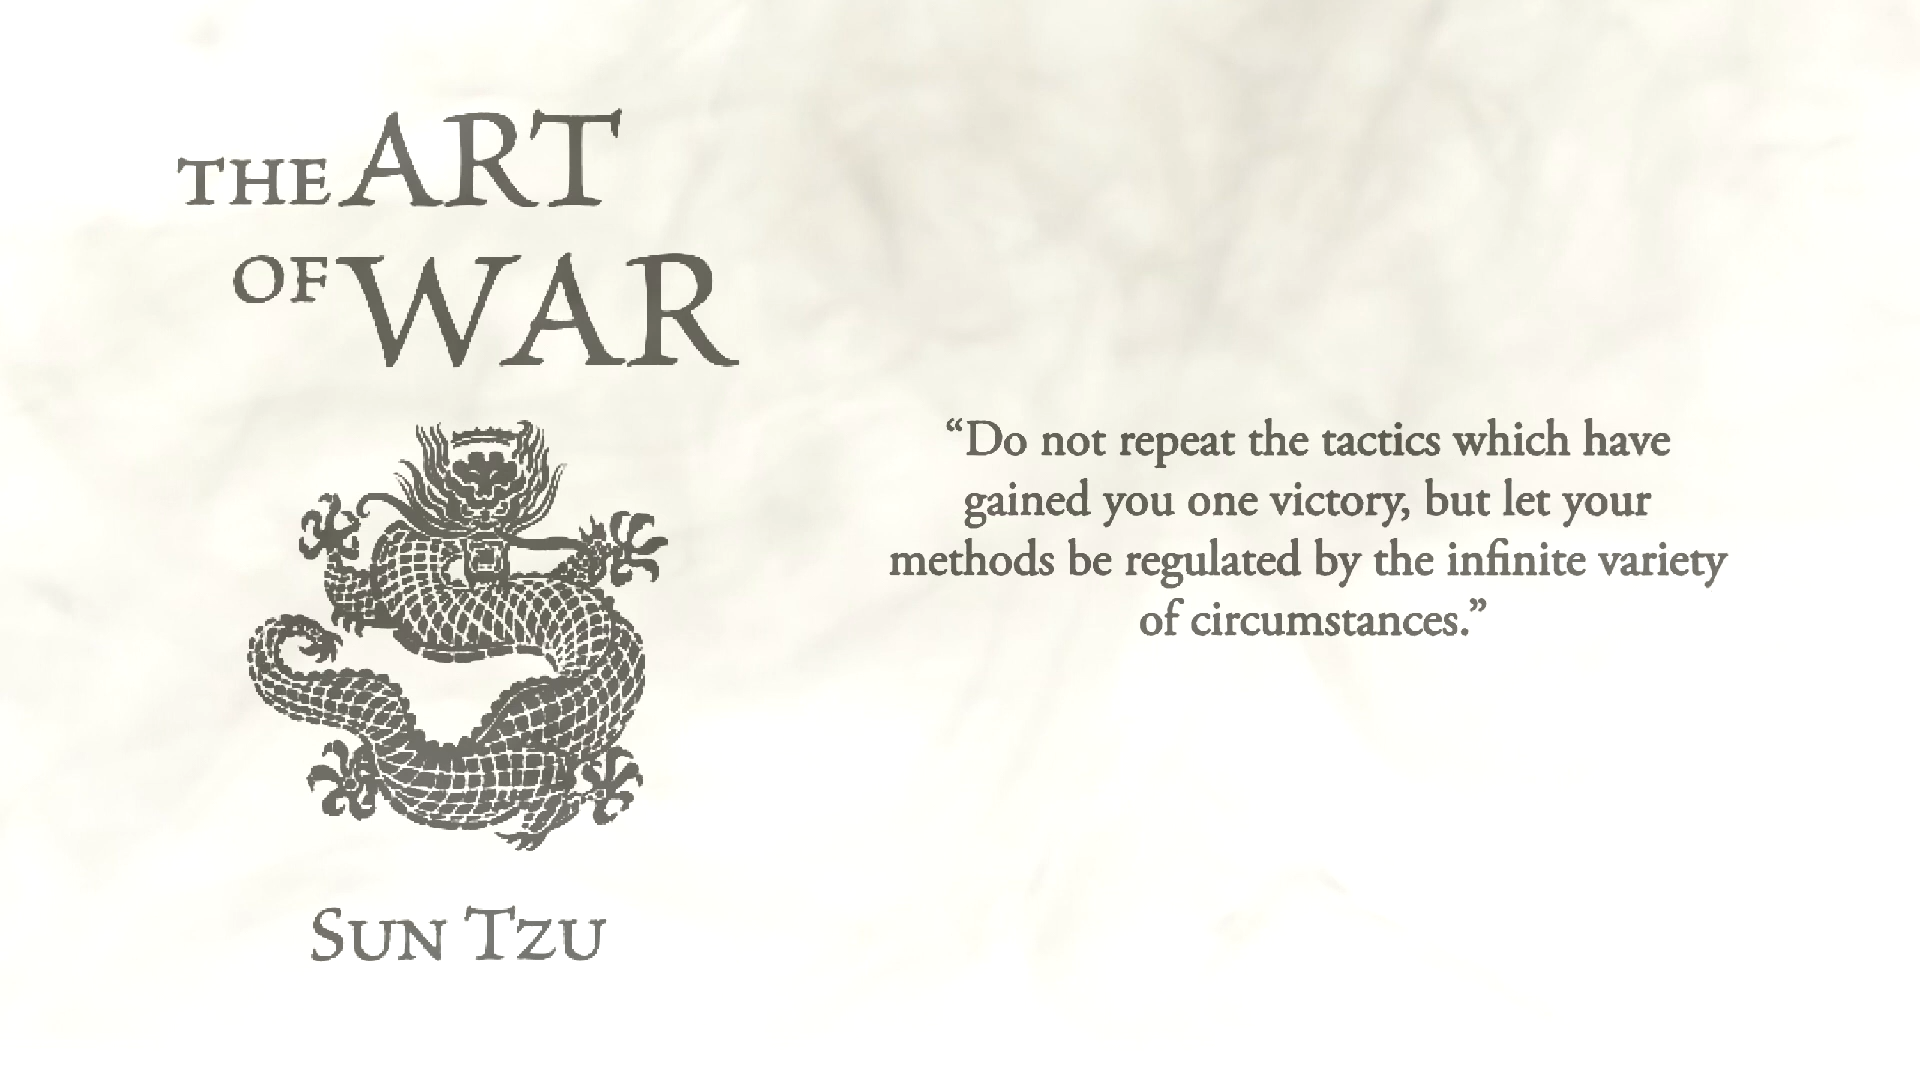 THE ART
OF WAR
SUN TZU
“Do not repeat the tactics which have
gained you one victory, but let your
methods be regulated by the infinite variety
of circumstances.”